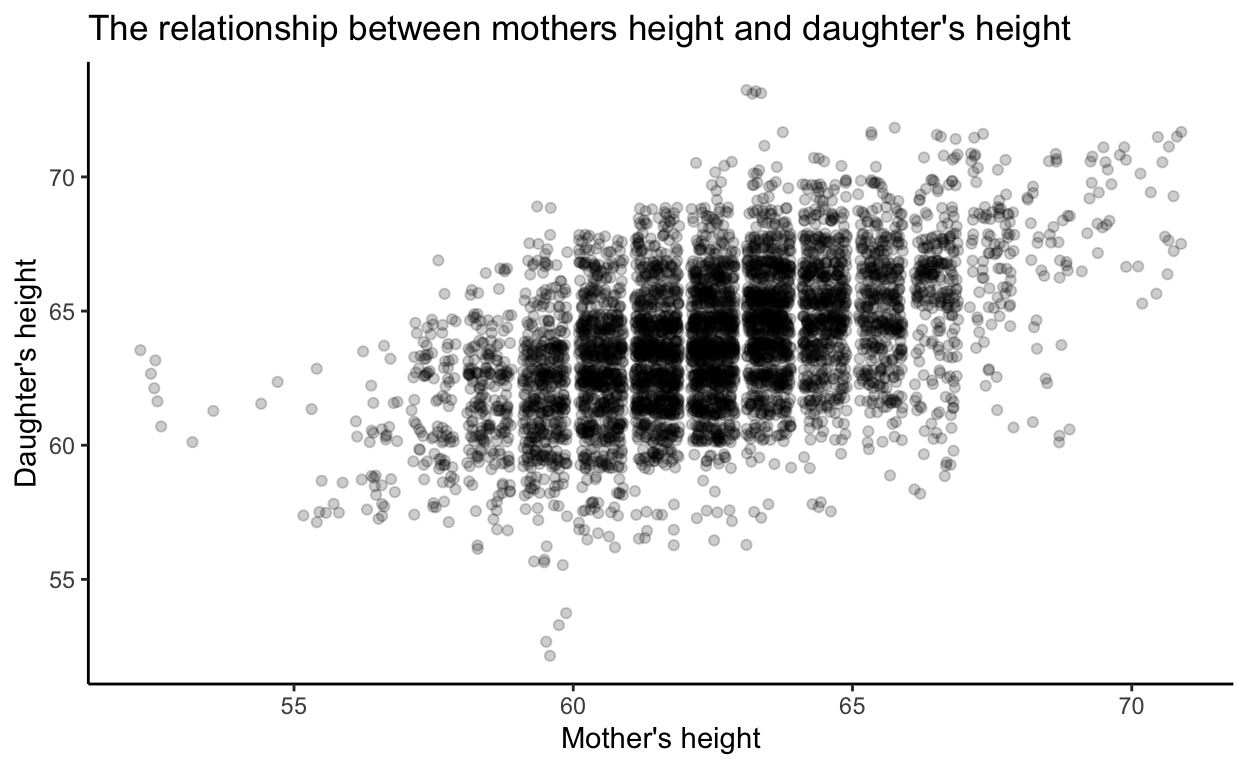 The relationship between mothers height and daughter's height
Daughter's height
70
65
60
55
55 60 65 70
Mother's height